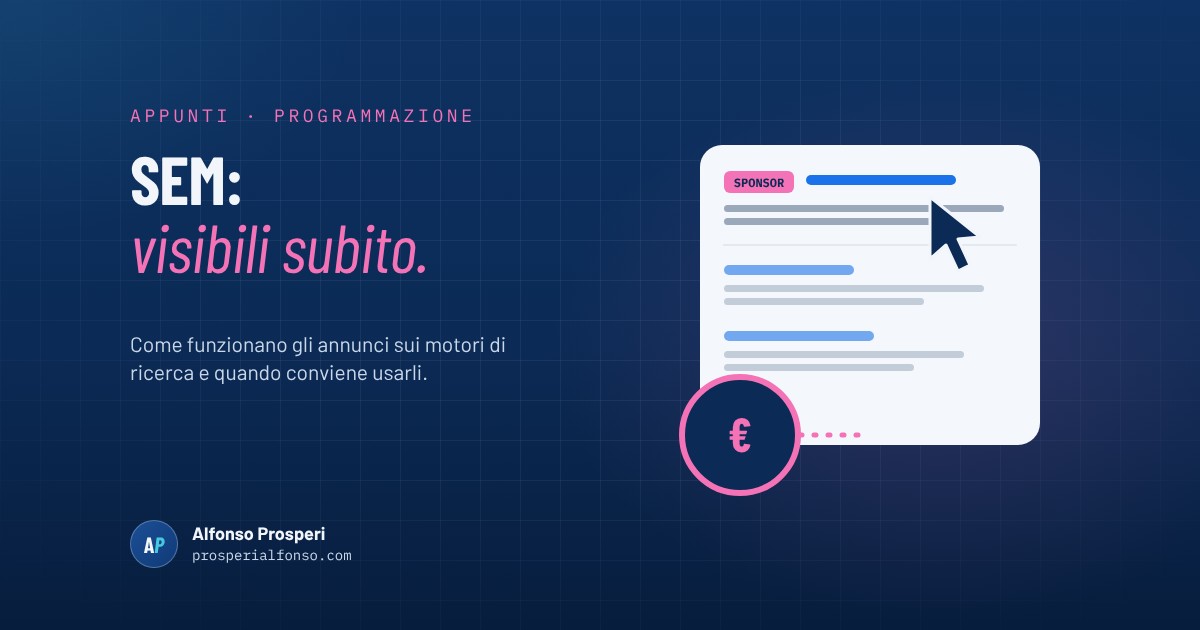 APPUNTI · PROGRAMMAZIONE
SEM:
visibili subito.
Come funzionano gli annunci sui motori di
ricerca e quando conviene usarli.
SPONSOR
€
AP
Alfonso Prosperi
prosperialfonso.com